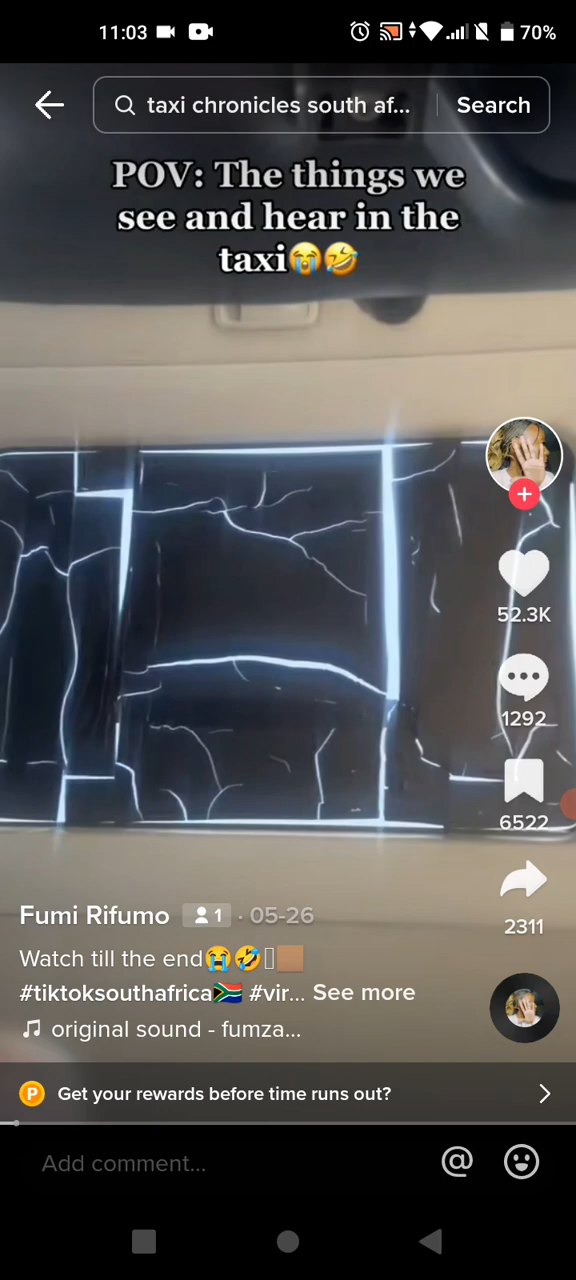 11:03
70%
taxi chronicles south af...
Search
POV: The things we
see and hear in the
taxi😭🤣
52.3K
1292
6522
2311
Fumi Rifumo 1 · 05-26
Watch till the end😭🤣
#tiktoksouthafrica🇿🇦 #vir... See more
original sound - fumza...
P Get your rewards before time runs out?
Add comment...
@